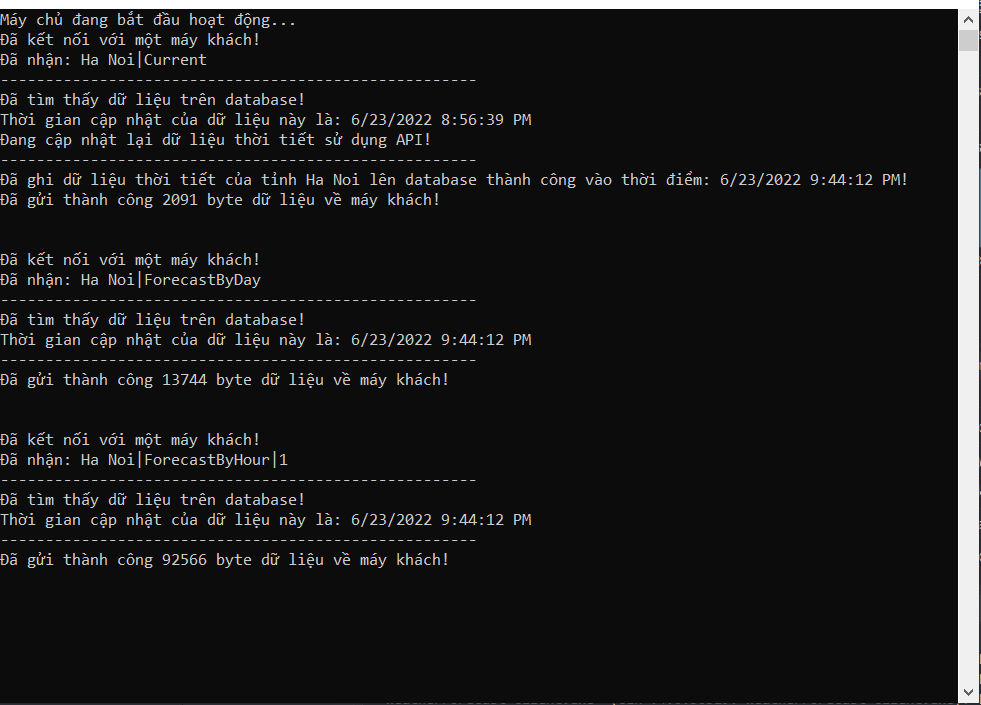 Máy chủ đang bắt đầu hoạt động...
Đã kết nối với một máy khách!
Đã nhận: Ha Noi|Current
-----------------------------------------------------
Đã tìm thấy dữ liệu trên database!
Thời gian cập nhật của dữ liệu này là: 6/23/2022 8:56:39 PM
Đang cập nhật lại dữ liệu thời tiết sử dụng API!
-----------------------------------------------------
Đã ghi dữ liệu thời tiết của tỉnh Ha Noi lên database thành công vào thời điểm: 6/23/2022 9:44:12 PM!
Đã gửi thành công 2091 byte dữ liệu về máy khách!
Đã kết nối với một máy khách!
Đã nhận: Ha Noi|ForecastByDay
-----------------------------------------------------
Đã tìm thấy dữ liệu trên database!
Thời gian cập nhật của dữ liệu này là: 6/23/2022 9:44:12 PM
-----------------------------------------------------
Đã gửi thành công 13744 byte dữ liệu về máy khách!
Đã kết nối với một máy khách!
Đã nhận: Ha Noi|ForecastByHour|1
-----------------------------------------------------
Đã tìm thấy dữ liệu trên database!
Thời gian cập nhật của dữ liệu này là: 6/23/2022 9:44:12 PM
-----------------------------------------------------
Đã gửi thành công 92566 byte dữ liệu về máy khách!